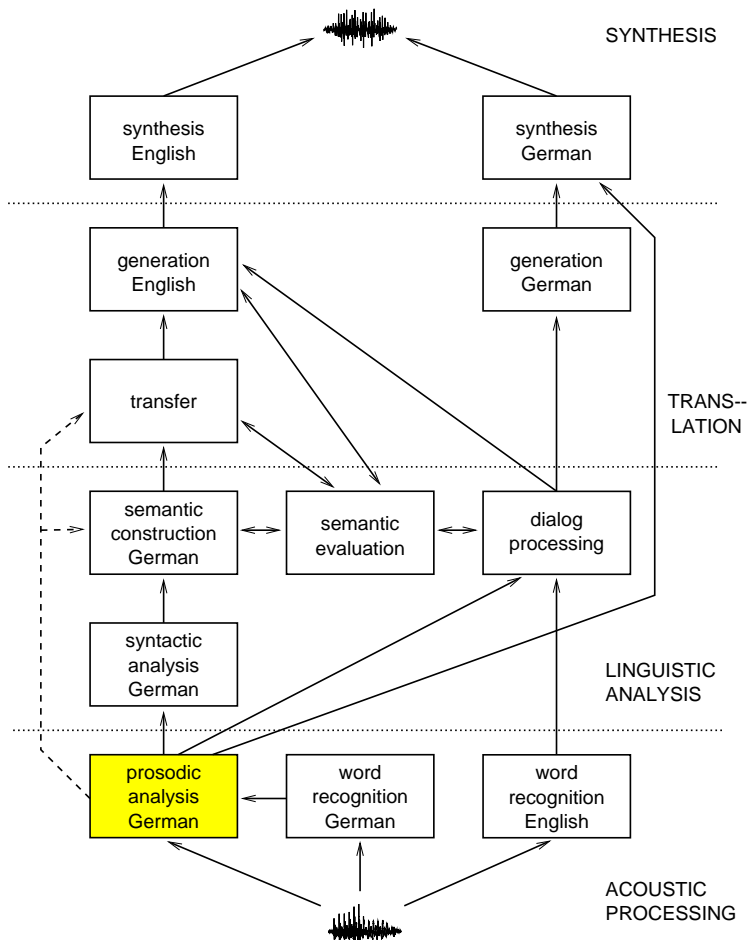 SYNTHESIS
synthesis
English
synthesis
German
generation
English
generation
German
transfer
TRANS--
LATION
semantic
construction
German
semantic
evaluation
dialog
processing
syntactic
analysis
German
LINGUISTIC
ANALYSIS
prosodic
analysis
German
word
recognition
German
word
recognition
English
ACOUSTIC
PROCESSING